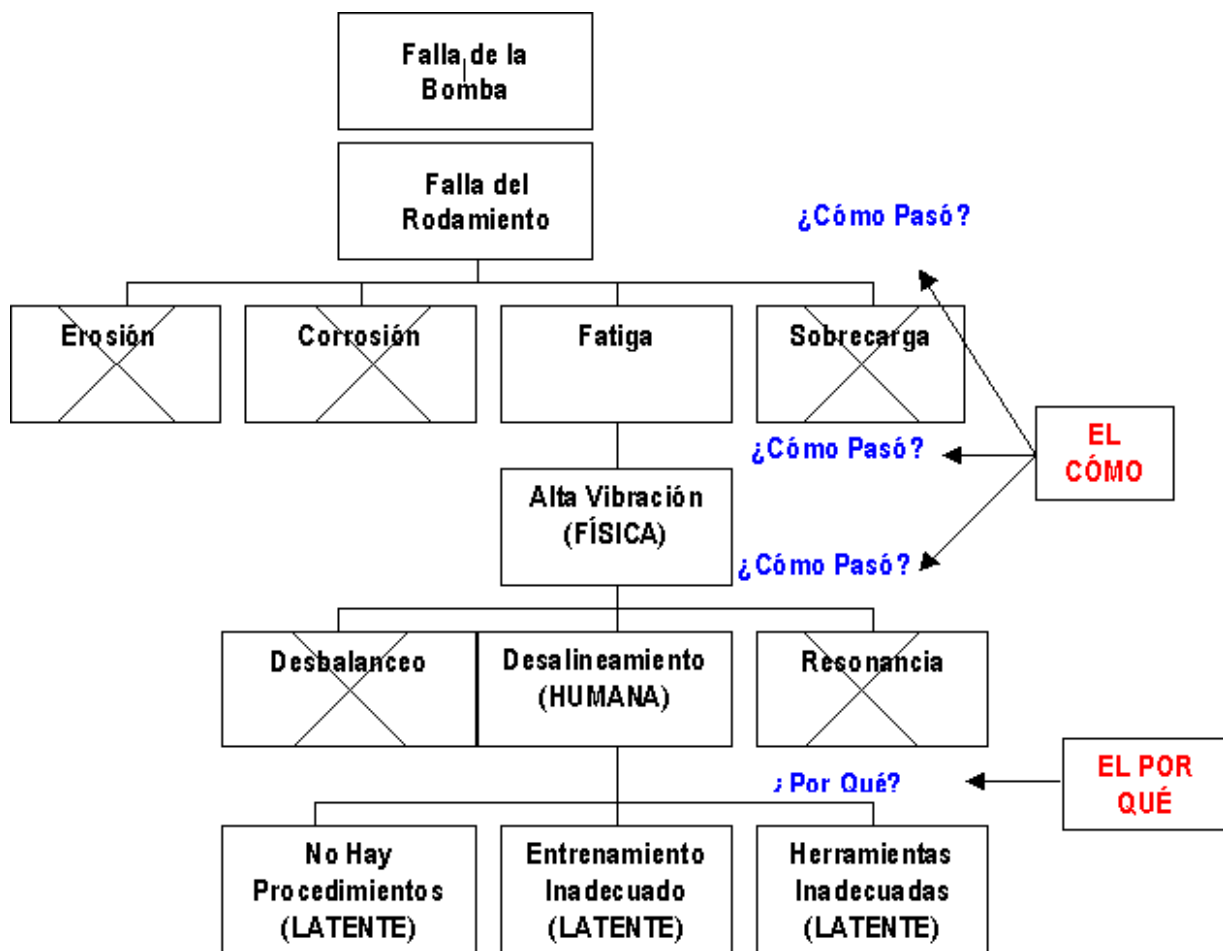 Falla de la
Bomba
Falla del
Rodamiento
¿Cómo Pasó?
Erosión
Corrosión
Fatiga
Sobrecarga
EL
CÓMO
¿Cómo Pasó?
Alta Vibración
(FÍSICA)
¿Cómo Pasó?
Desbalanceo
Desalineamiento
(HUMANA)
Resonancia
¿Por Qué?
EL POR
QUÉ
No Hay
Procedimientos
(LATENTE)
Entrenamiento
Inadecuado
(LATENTE)
Herramientas
Inadecuadas
(LATENTE)